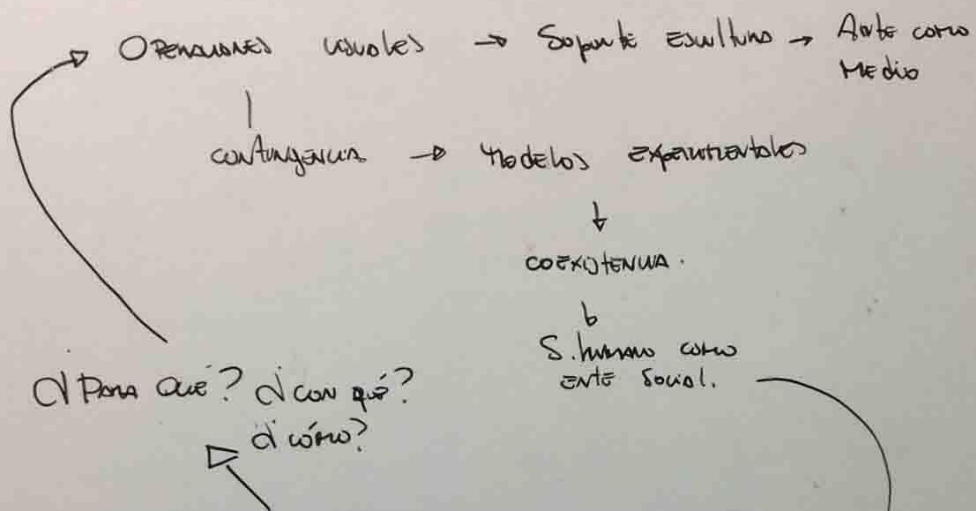 OPERACIONES visuales → Soporte Escultura → Arte como
MEDIO
CONTINGENCIA → Modelos EXPERIMENTALES
↓
COEXISTENCIA.
↓
S. humano como
ENTE Social.
¿PARA QUÉ? ¿CON qué?
¿cómo?